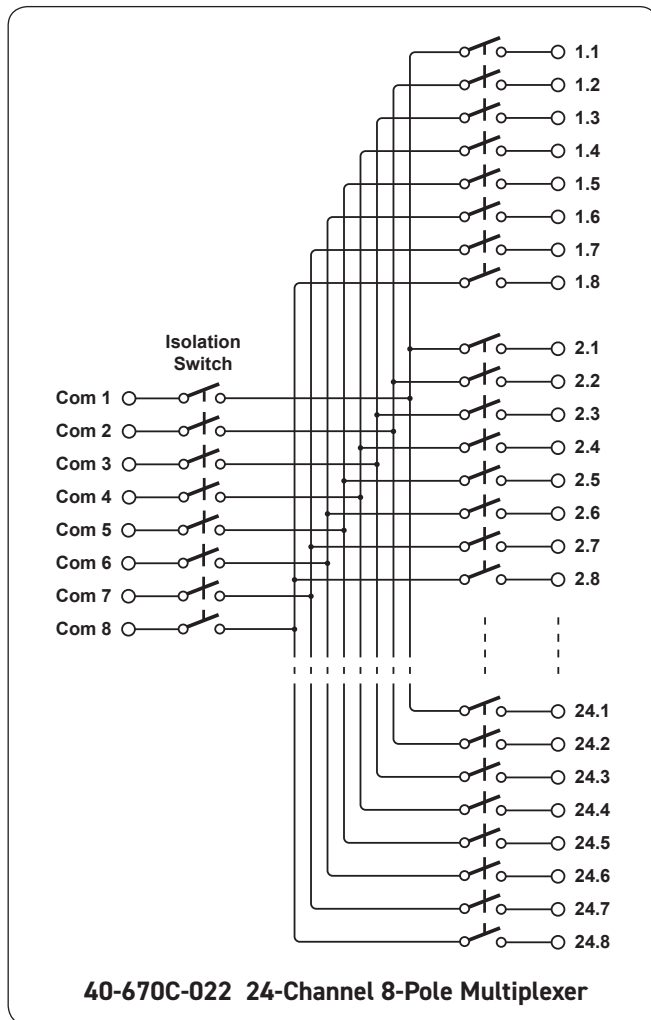 1.1
1.2
1.3
1.4
1.5
1.6
1.7
1.8
Isolation
Switch
Com 1
Com 2
Com 3
Com 4
Com 5
Com 6
Com 7
Com 8
2.1
2.2
2.3
2.4
2.5
2.6
2.7
2.8
24.1
24.2
24.3
24.4
24.5
24.6
24.7
24.8
40-670C-022 24-Channel 8-Pole Multiplexer